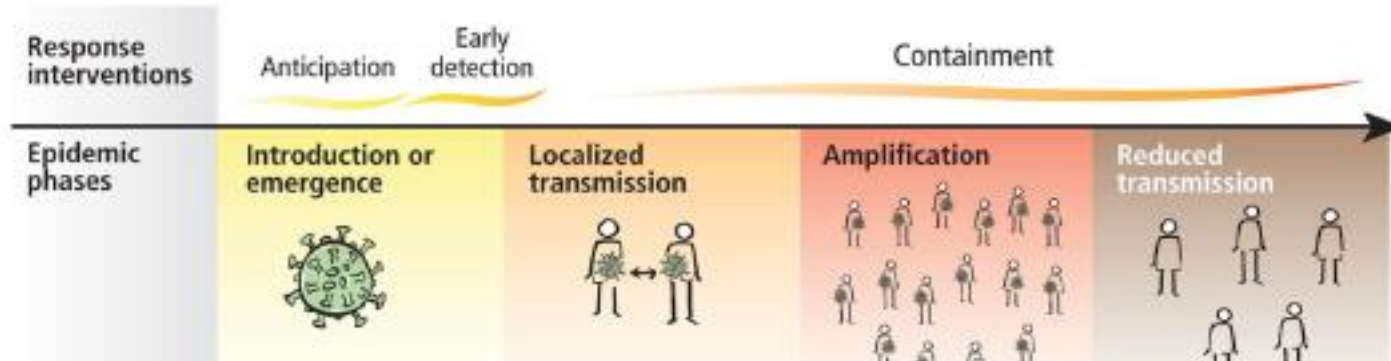 Response
interventions
Anticipation
Early
detection
Containment
Epidemic
phases
Introduction or
emergence
Localized
transmission
Amplification
Reduced
transmission